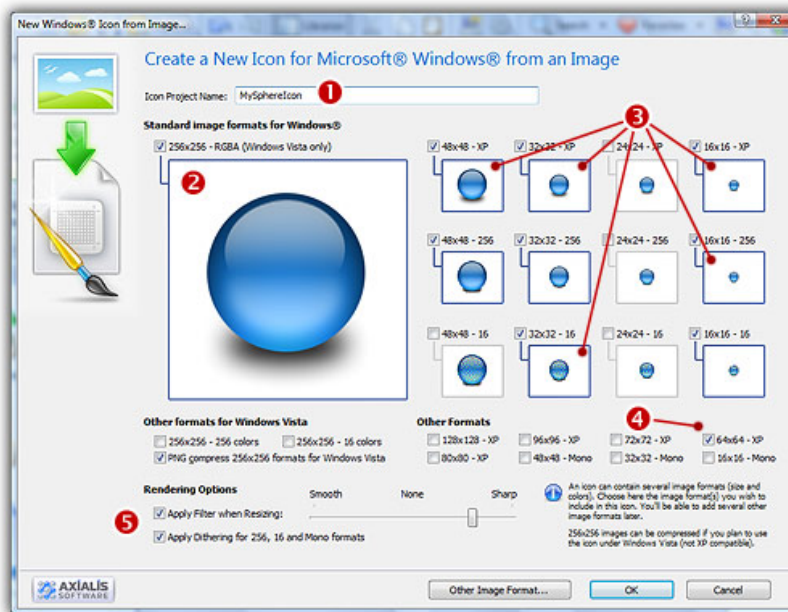 New Windows® Icon from Image...
Create a New Icon for Microsoft® Windows® from an Image
Icon Project Name: MySphereIcon 1
Standard image formats for Windows®
3
256x256 - RGBA (Windows Vista only)
48x48 - XP 32x32 - XP 24x24 - XP 16x16 - XP
2
48x48 - 256 32x32 - 256 24x24 - 256 16x16 - 256
48x48 - 16 32x32 - 16 24x24 - 16 16x16 - 16
4
Other formats for Windows Vista
256x256 - 256 colors 256x256 - 16 colors
PNG compress 256x256 formats for Windows Vista
Other Formats
128x128 - XP 96x96 - XP 72x72 - XP 64x64 - XP
80x80 - XP 48x48 - Mono 32x32 - Mono 16x16 - Mono
Rendering Options
Smooth None Sharp
5
Apply Filter when Resizing:
Apply Dithering for 256, 16 and Mono formats
An icon can contain several image formats (size and
colors). Choose here the image format(s) you wish to
include in this icon. You'll be able to add several other
image formats later.
256x256 images can be compressed if you plan to use
the icon under Windows Vista (not XP compatible).
AXIALIS
SOFTWARE
Other Image Format... OK Cancel